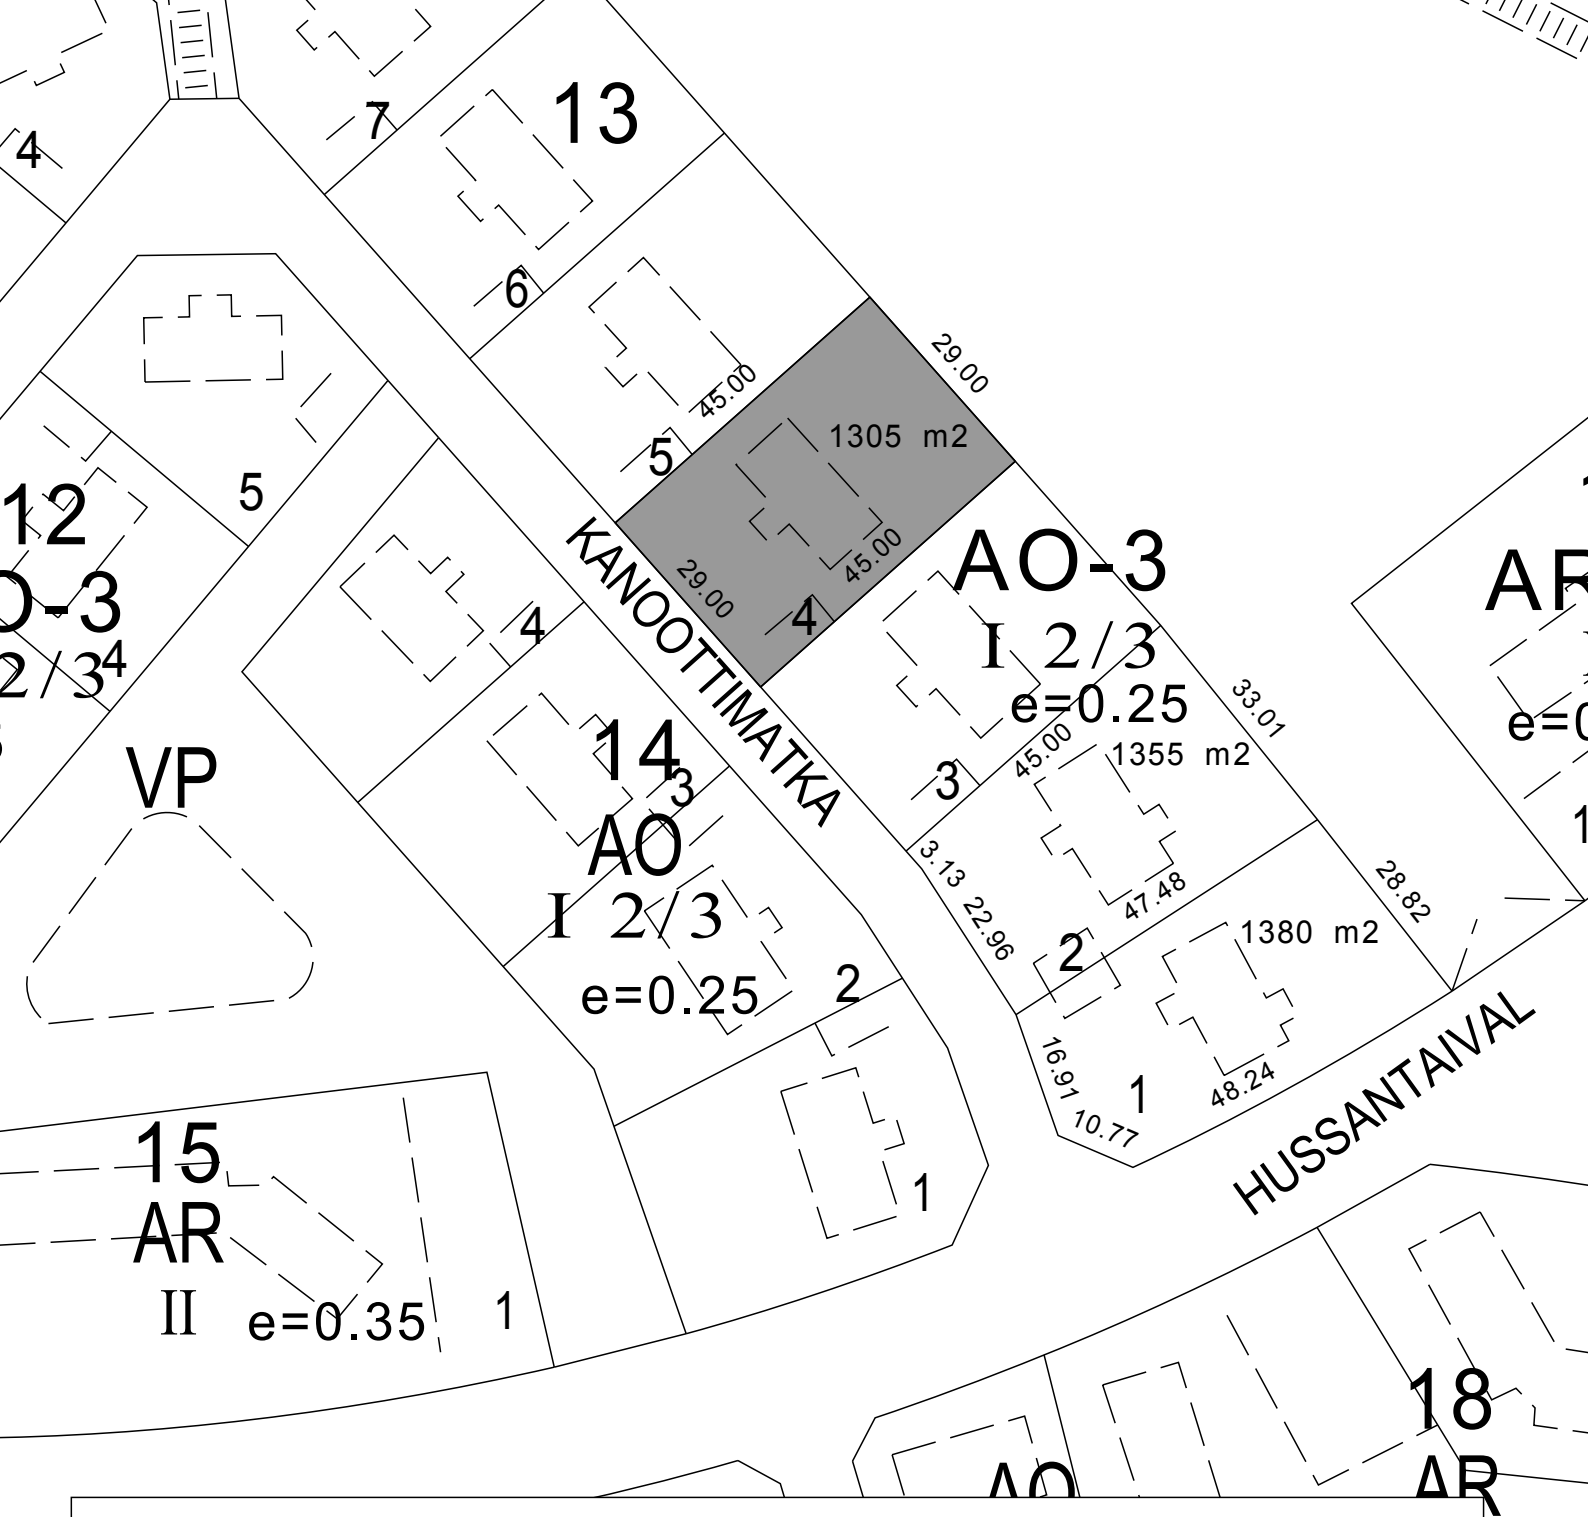 7
13
4
6
29.00
45.00
1305 m2
5
5
12
45.00
29.00
4
KANOOTTIMATKA
AO-3
I 2/3
e=0.25
O-3
2/3
4
4
33.01
45.00
1355 m2
AR
VP
14
3
AO
I 2/3
e=0.25
3
3.13
22.96
47.48
28.82
2
1380 m2
2
1
16.91
10.77
1
48.24
HUSSANTAIVAL
15
AR
II
e=0.35
1
1
18
AR
AO